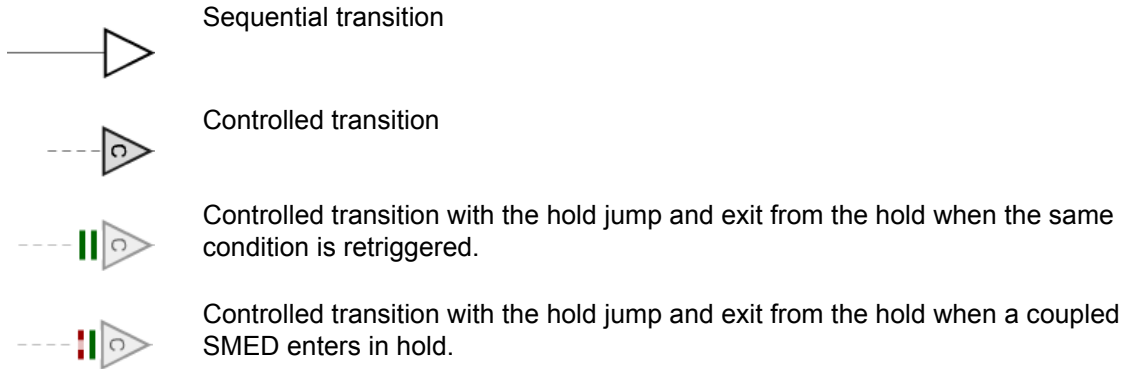 Sequential transition
C
Controlled transition
C
Controlled transition with the hold jump and exit from the hold when the same
condition is retriggered.
C
Controlled transition with the hold jump and exit from the hold when a coupled
SMED enters in hold.